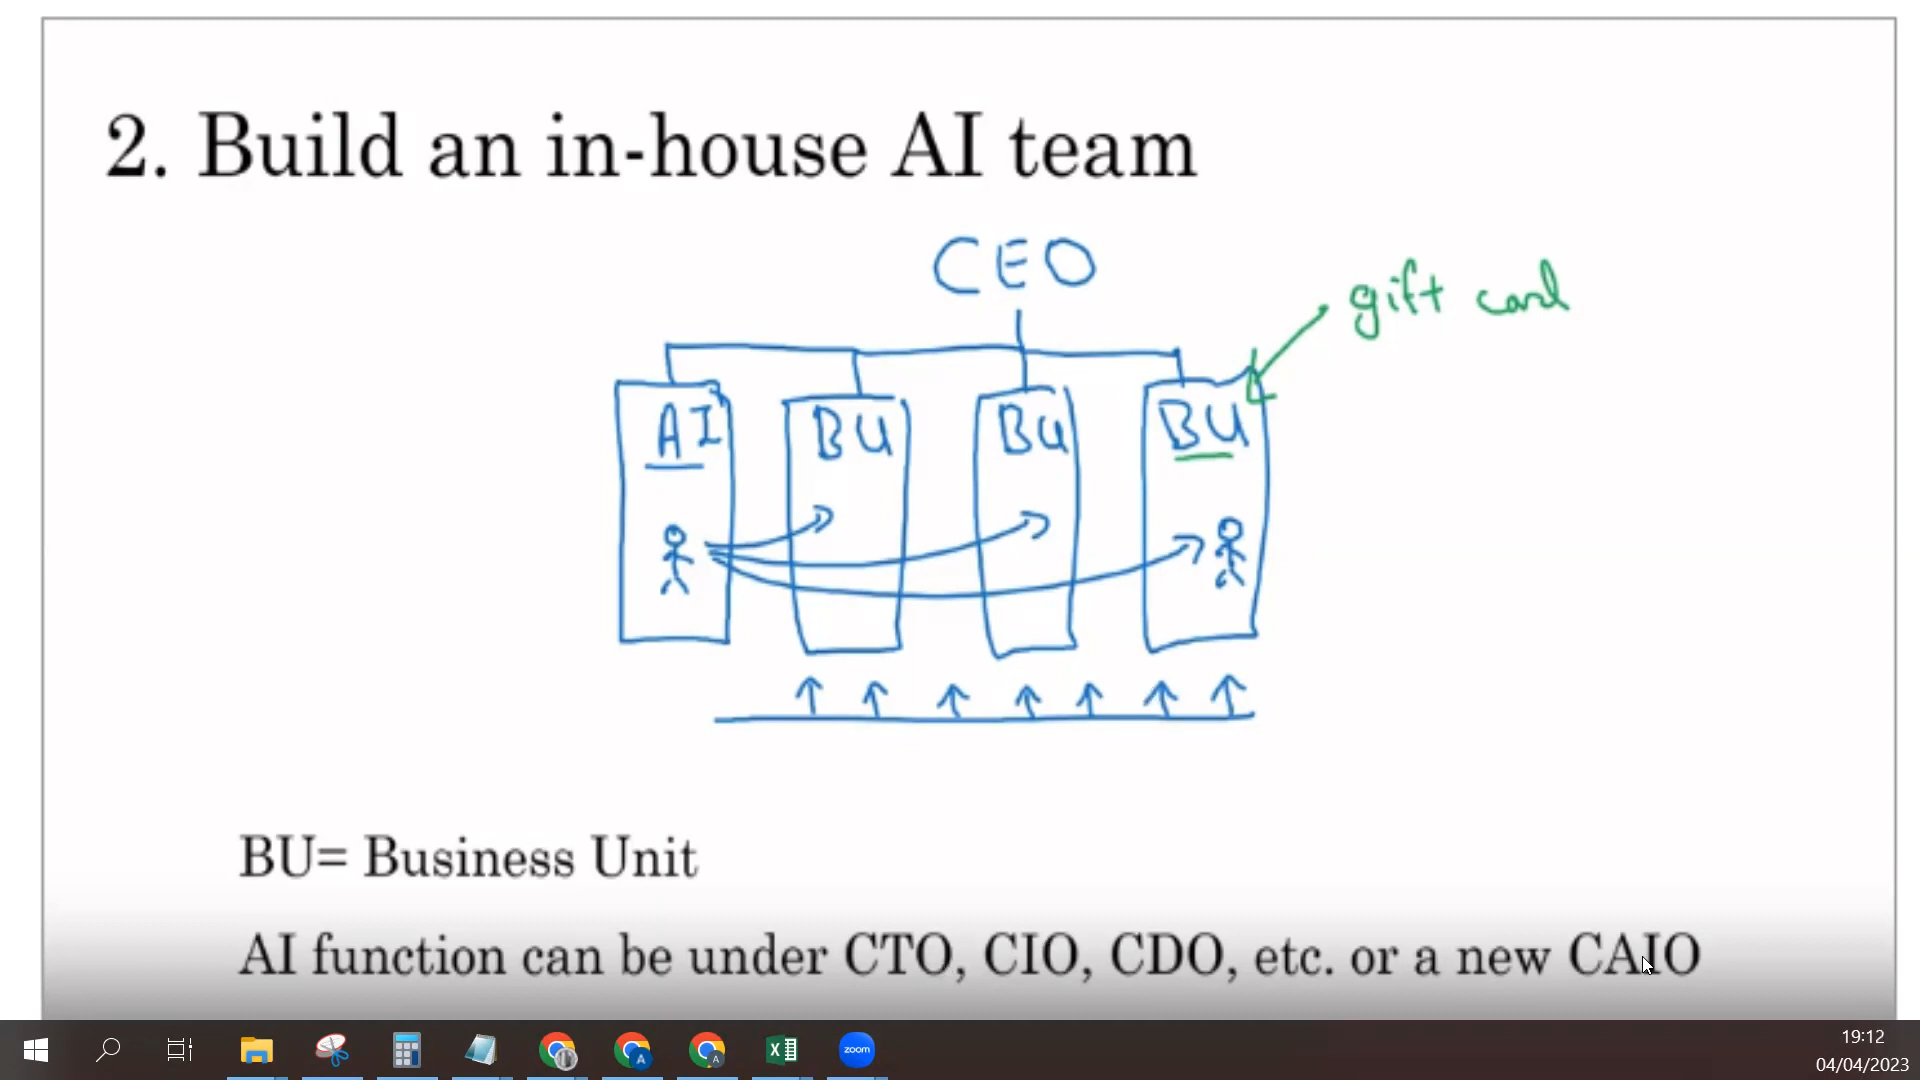 2. Build an in-house AI team
CEO
gift card
AI BU BU BU
BU= Business Unit
AI function can be under CTO, CIO, CDO, etc. or a new CAIO
A A zoom
19:12
04/04/2023